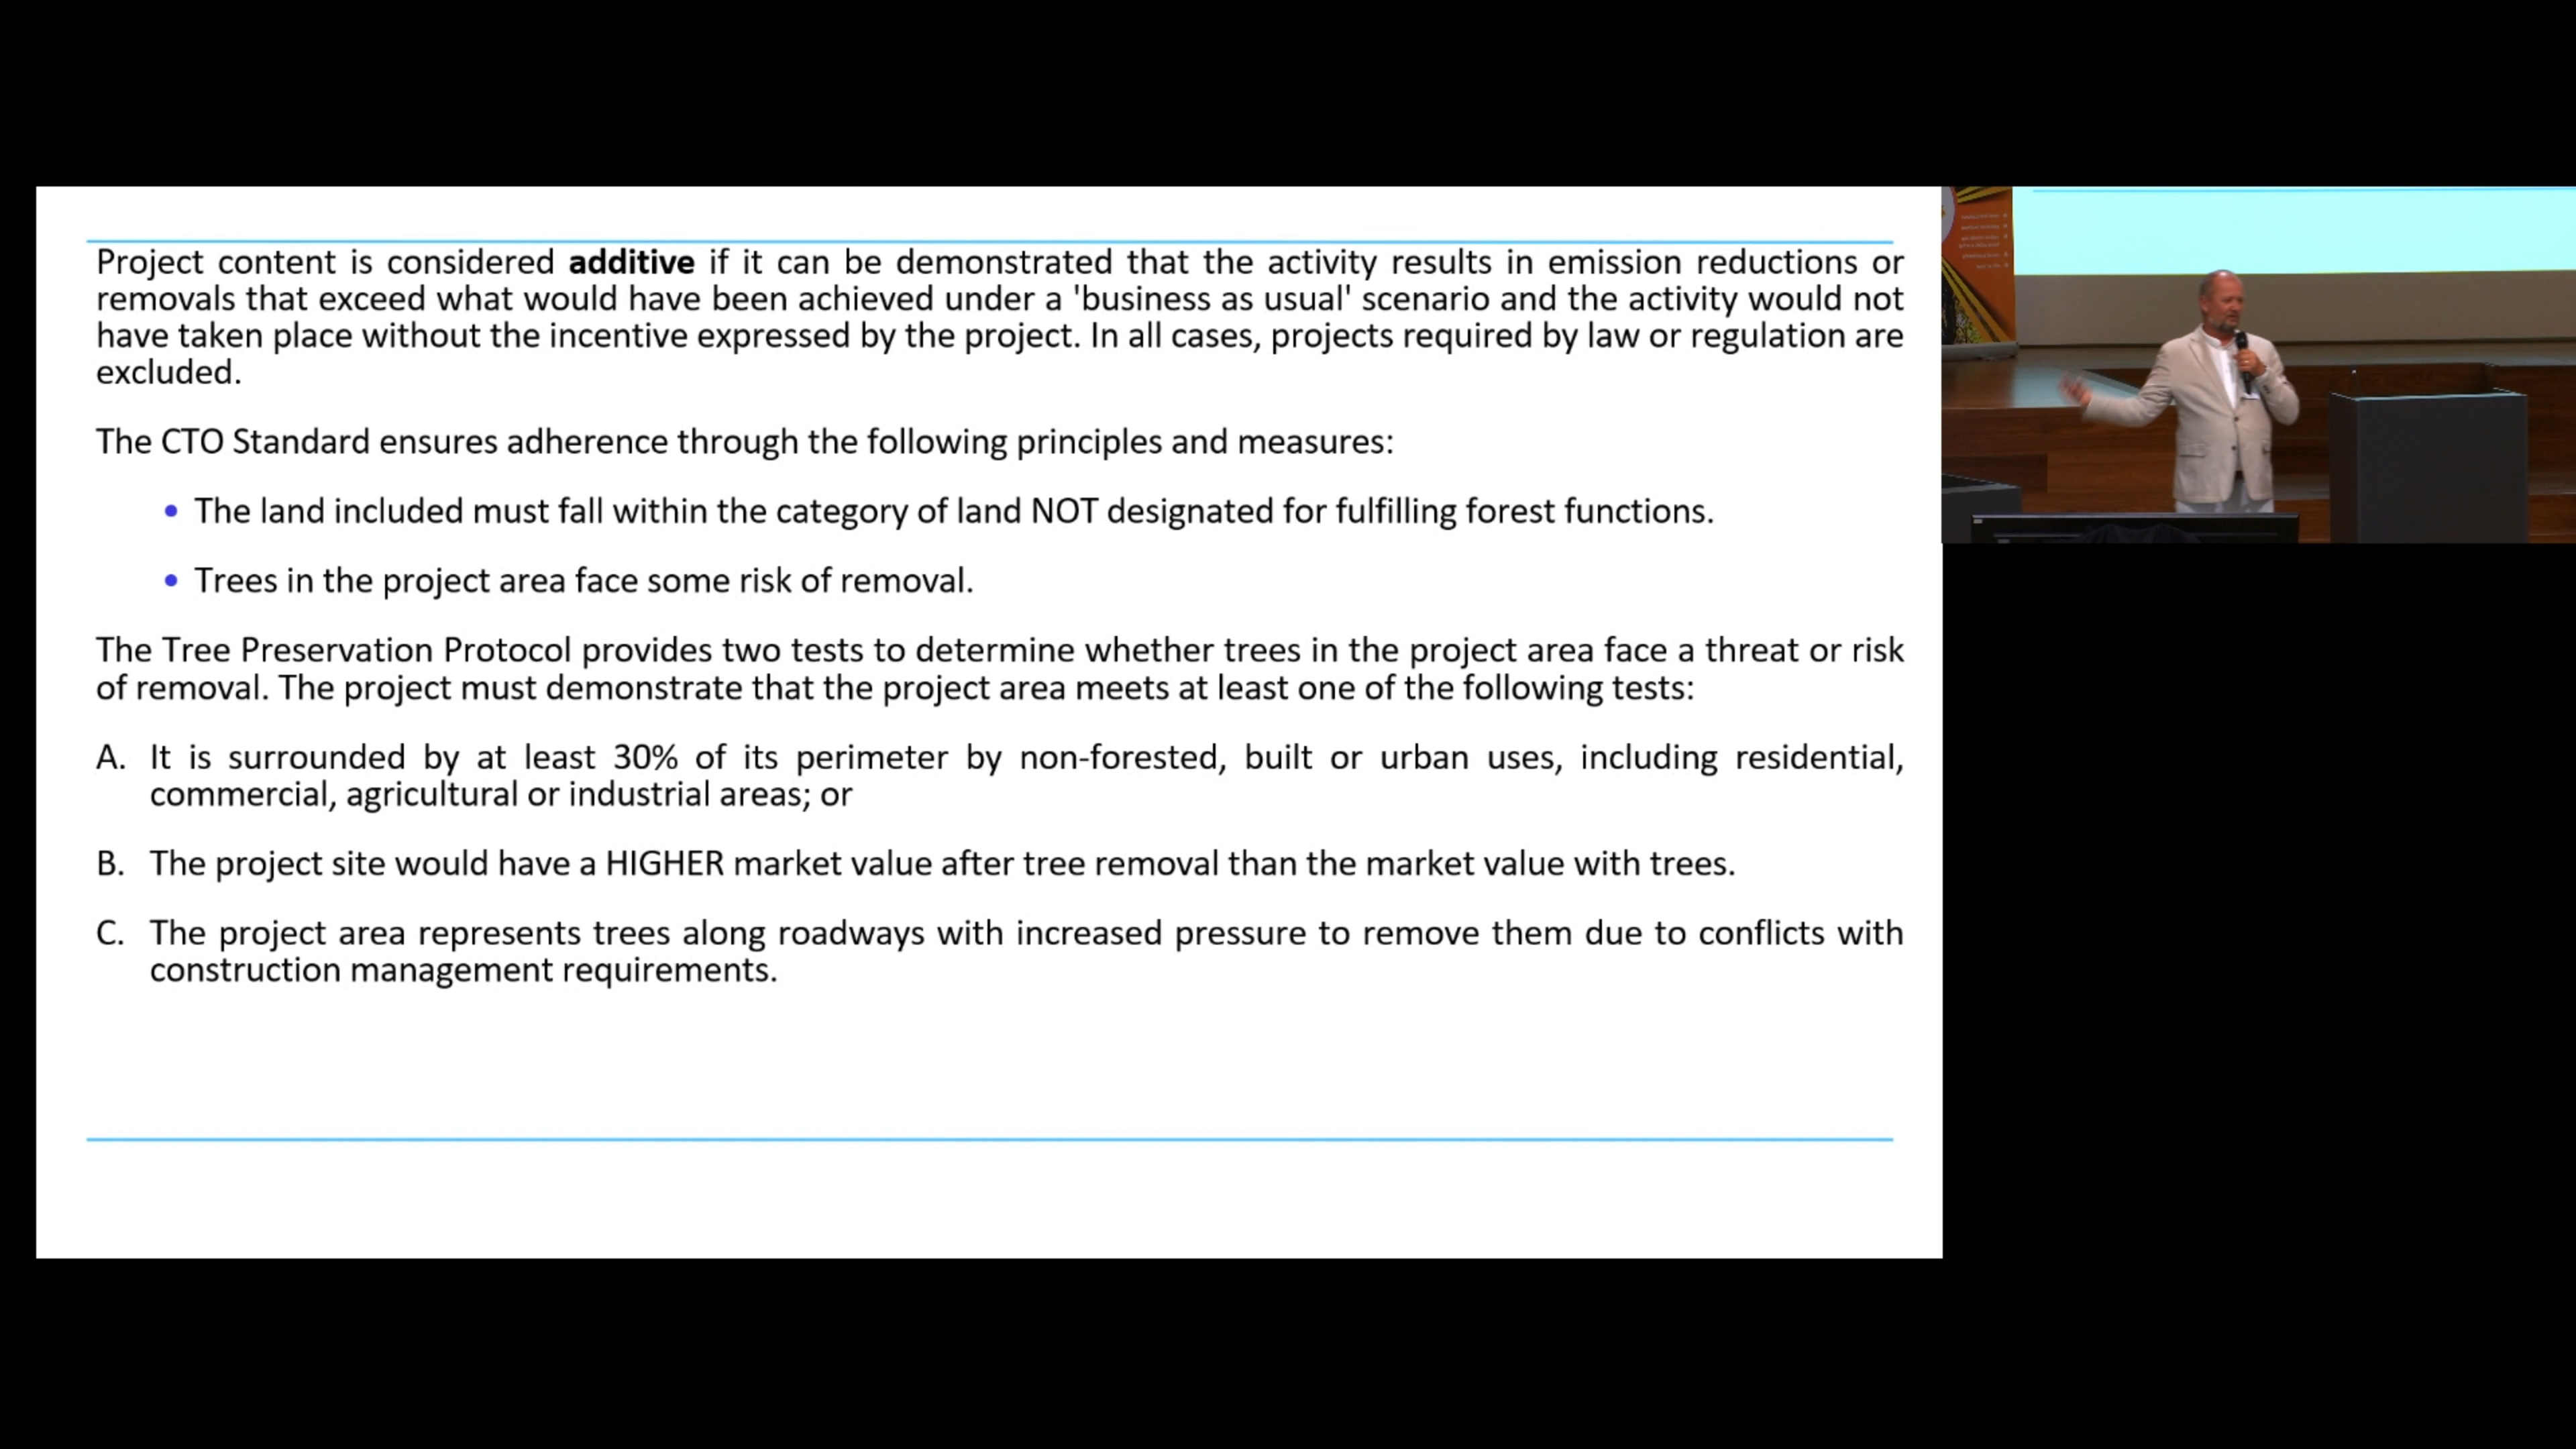 Project content is considered additive if it can be demonstrated that the activity results in emission reductions or
removals that exceed what would have been achieved under a 'business as usual' scenario and the activity would not
have taken place without the incentive expressed by the project. In all cases, projects required by law or regulation are
excluded.
The CTO Standard ensures adherence through the following principles and measures:
• The land included must fall within the category of land NOT designated for fulfilling forest functions.
• Trees in the project area face some risk of removal.
The Tree Preservation Protocol provides two tests to determine whether trees in the project area face a threat or risk
of removal. The project must demonstrate that the project area meets at least one of the following tests:
A. It is surrounded by at least 30% of its perimeter by non-forested, built or urban uses, including residential,
commercial, agricultural or industrial areas; or
B. The project site would have a HIGHER market value after tree removal than the market value with trees.
C. The project area represents trees along roadways with increased pressure to remove them due to conflicts with
construction management requirements.